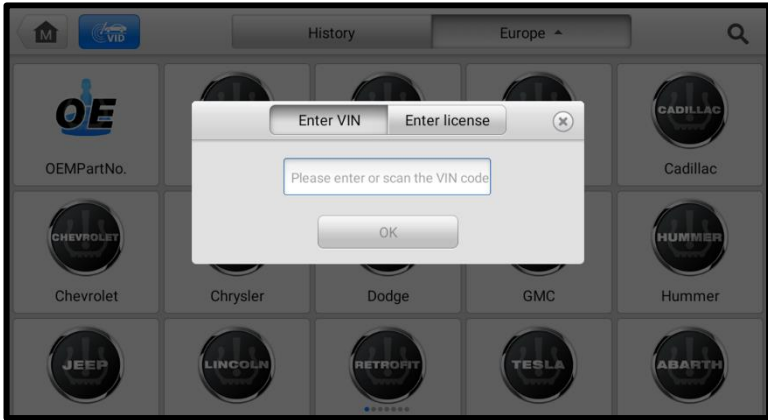 M
VID
History
Europe
OE
CADILLAC
OEMPartNo.
Cadillac
Enter VIN
Enter license
Please enter or scan the VIN code
OK
CHEVROLET
HUMMER
Chevrolet
Chrysler
Dodge
GMC
Hummer
JEEP
LINCOLN
RETROFIT
TESLA
ABARTH